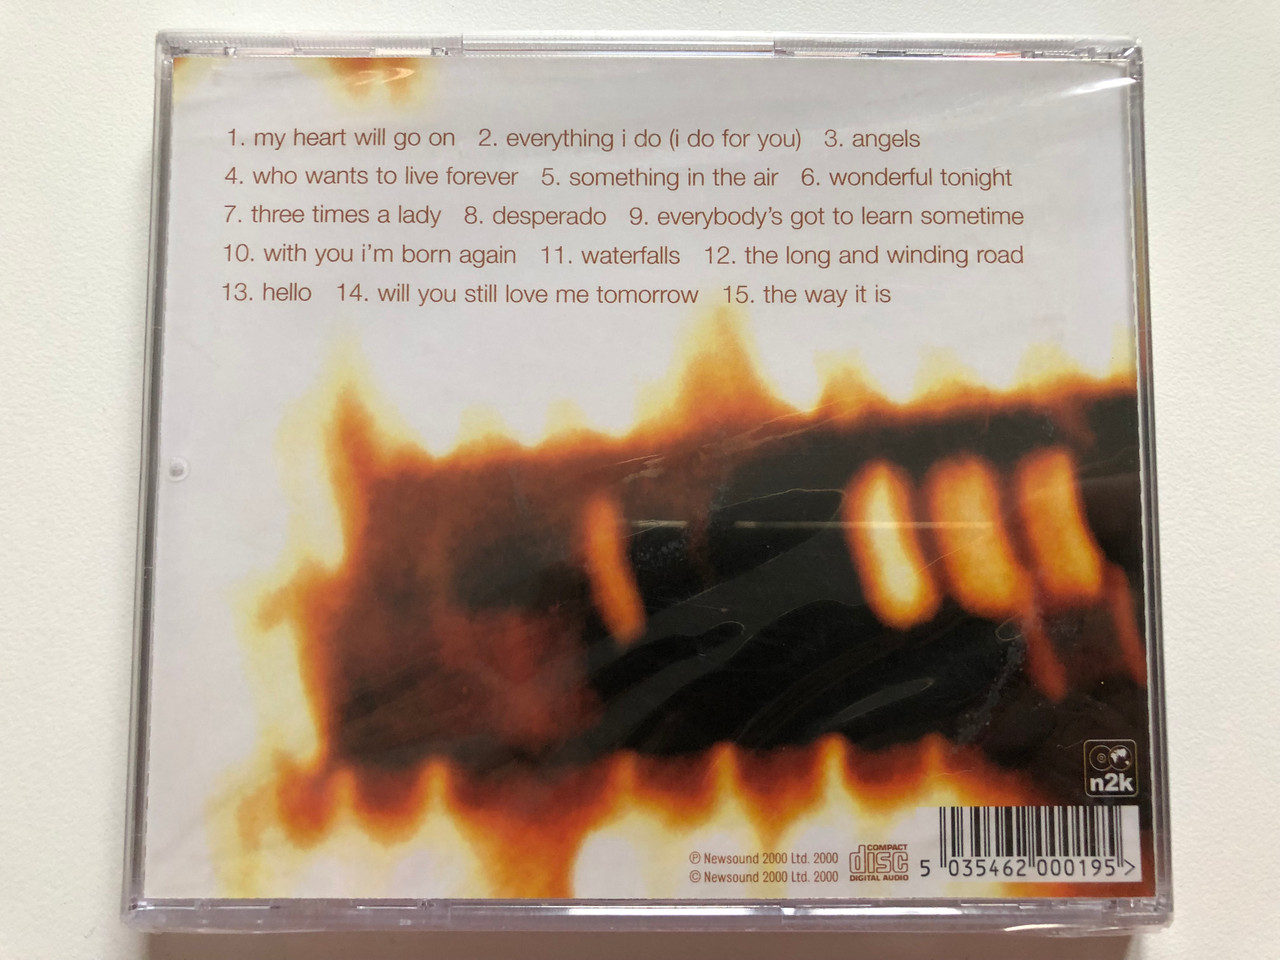 1. my heart will go on 2. everything i do (i do for you) 3. angels
4. who wants to live forever 5. something in the air 6. wonderful tonight
7. three times a lady 8. desperado 9. everybody's got to learn sometime
10. with you i'm born again 11. waterfalls 12. the long and winding road
13. hello 14. will you still love me tomorrow 15. the way it is
n2k
℗ Newsound 2000 Ltd. 2000
© Newsound 2000 Ltd. 2000
COMPACT
disc
DIGITAL AUDIO
5 035462 000195 >